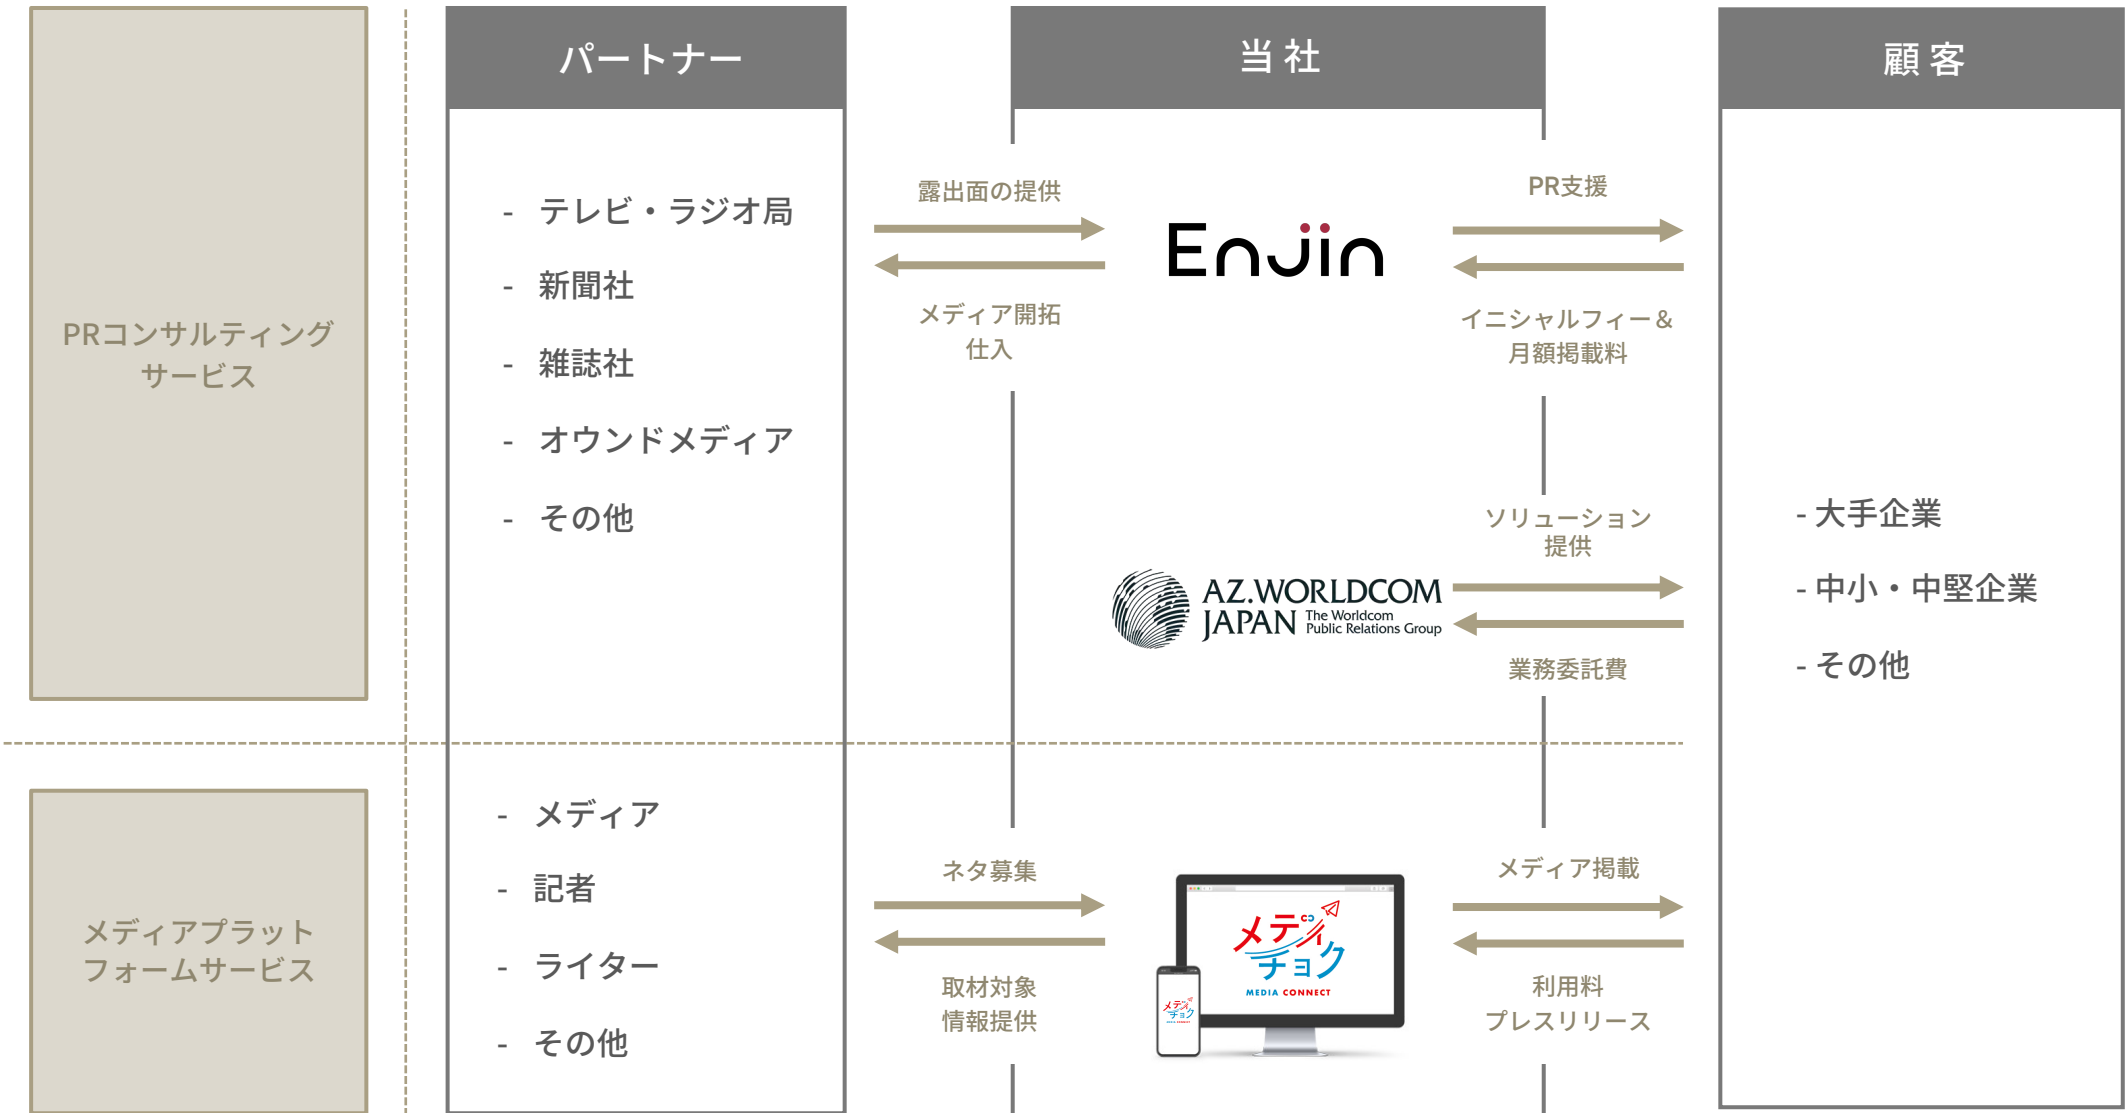 パートナー
当社
顧客
PRコンサルティング
サービス
- テレビ・ラジオ局
- 新聞社
- 雑誌社
- オウンドメディア
- その他
露出面の提供
メディア開拓
仕入
Enjin
PR支援
イニシャルフィー＆
月額掲載料
AZ.WORLDCOM
JAPAN The Worldcom
Public Relations Group
ソリューション
提供
業務委託費
- 大手企業
- 中小・中堅企業
- その他
メディアプラット
フォームサービス
- メディア
- 記者
- ライター
- その他
ネタ募集
取材対象
情報提供
メディ
チョク
MEDIA CONNECT
メディ
チョク
MEDIA CONNECT
メディア掲載
利用料
プレスリリース